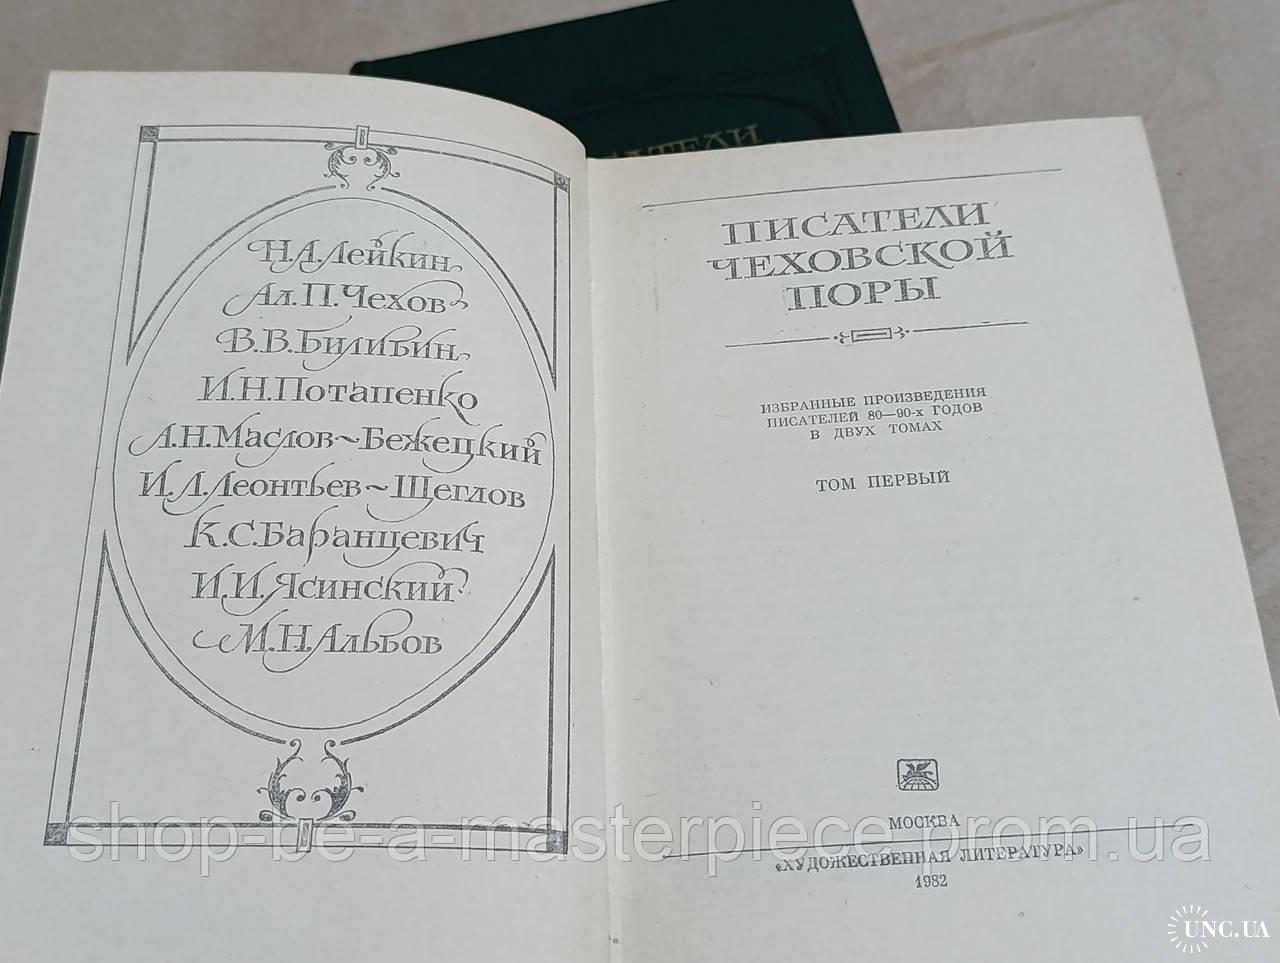 Н.А.Лейкин
Ал.П.Чехов
В.В.Билибин
И.Н.Потапенко
А.Н.Маслов~Бежецкий
И.Л.Леонтьев~Щеглов
К.С.Баранцевич
И.И.Ясинский
М.Н.Альбов
ПИСАТЕЛИ
ЧЕХОВСКОЙ
ПОРЫ
ИЗБРАННЫЕ ПРОИЗВЕДЕНИЯ
ПИСАТЕЛЕЙ 80—90-х ГОДОВ
В ДВУХ ТОМАХ
ТОМ ПЕРВЫЙ
МОСКВА
«ХУДОЖЕСТВЕННАЯ ЛИТЕРАТУРА»
1982
shop-be-a-masterpiece.prom.ua
UNC.UA